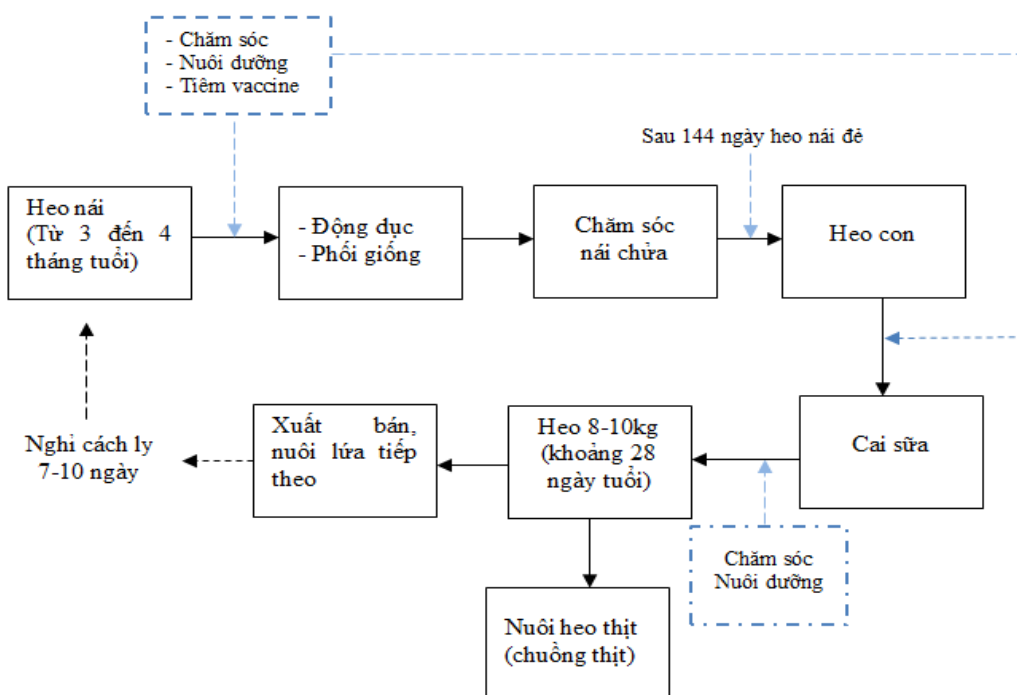 - Chăm sóc
- Nuôi dưỡng
- Tiêm vaccine
Sau 144 ngày heo nái đẻ
Heo nái
(Từ 3 đến 4
tháng tuổi)
- Động dục
- Phối giống
Chăm sóc
nái chửa
Heo con
Cai sữa
Heo 8-10kg
(khoảng 28
ngày tuổi)
Xuất bán,
nuôi lứa tiếp
theo
Nghỉ cách ly
7-10 ngày
Chăm sóc
Nuôi dưỡng
Nuôi heo thịt
(chuồng thịt)